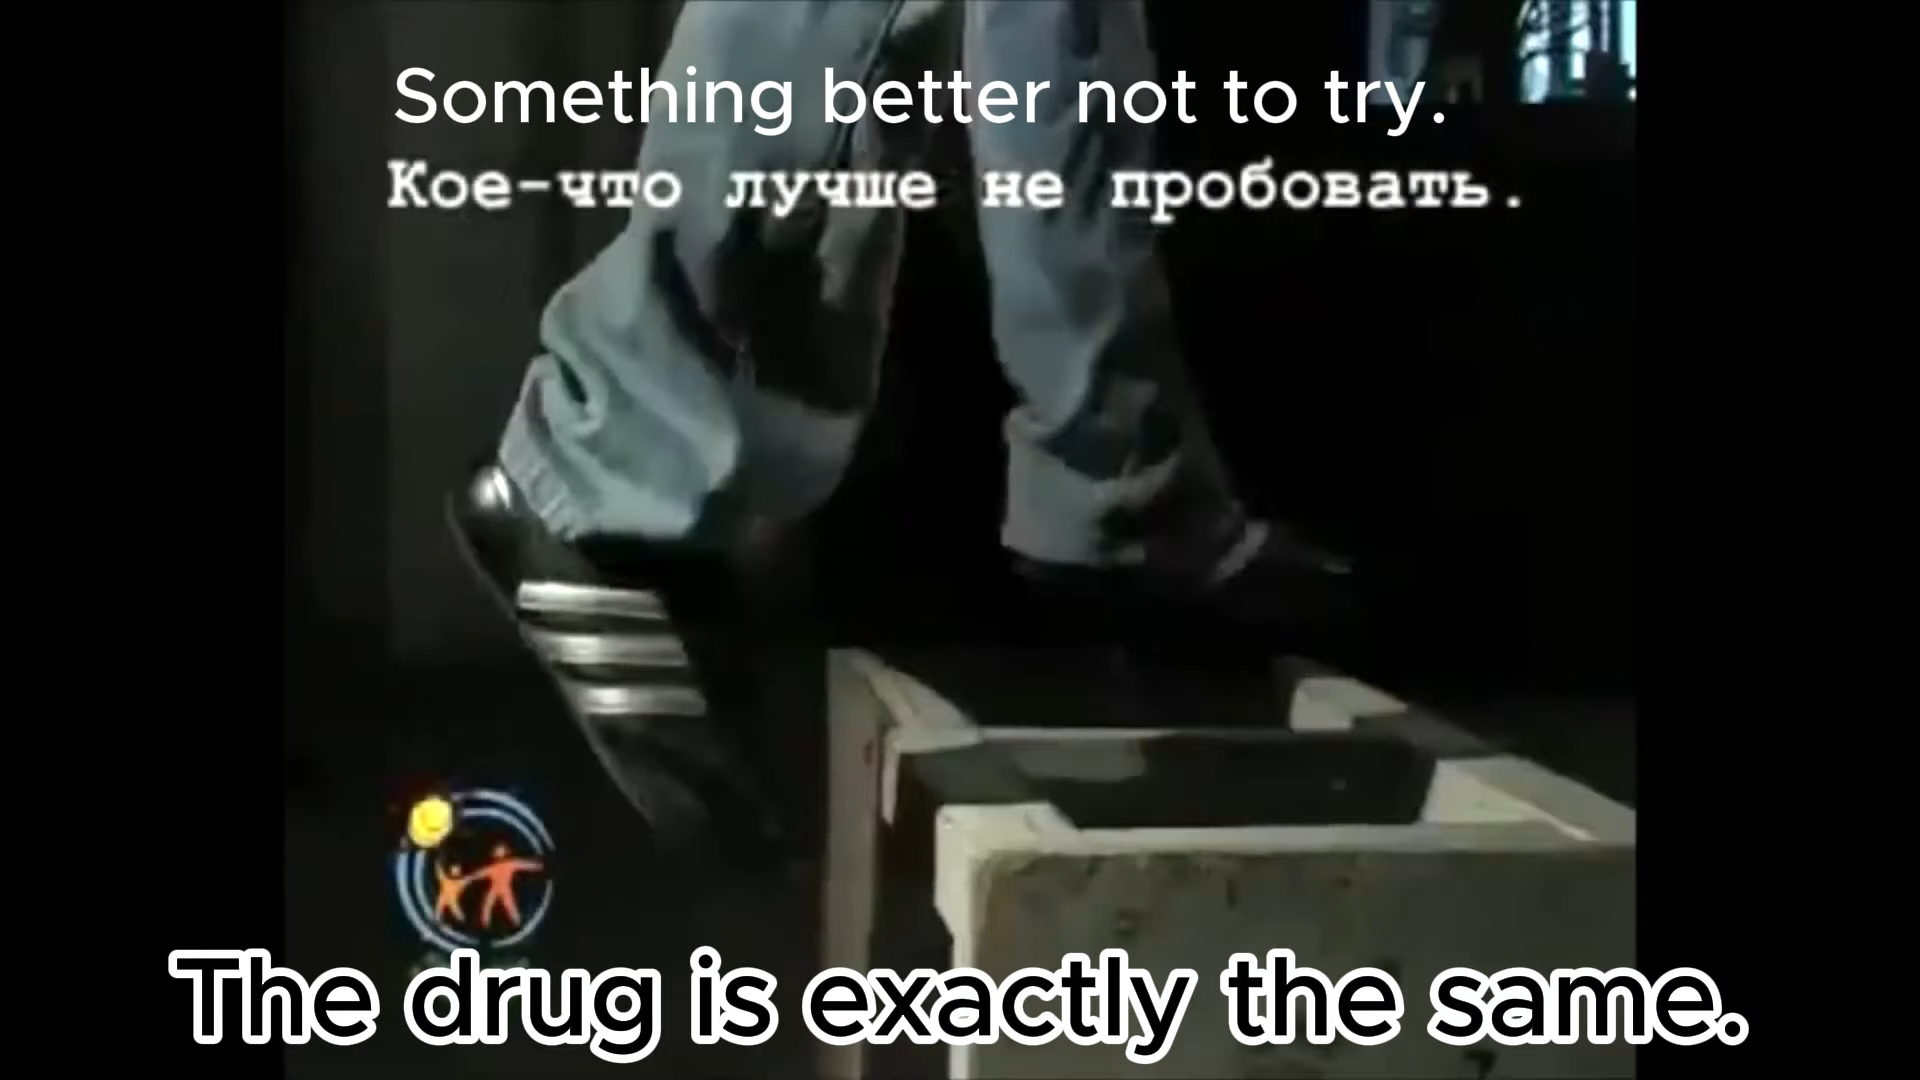 Something better not to try.
Кое-что лучше не пробовать.
The drug is exactly the same.